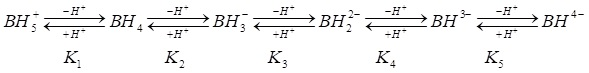 −H⁺ −H⁺ −H⁺ −H⁺ −H⁺
BH₅⁺ ⇌ BH₄ ⇌ BH₃⁻ ⇌ BH₂²⁻ ⇌ BH³⁻ ⇌ BH⁴⁻
+H⁺ +H⁺ +H⁺ +H⁺ +H⁺
K₁ K₂ K₃ K₄ K₅